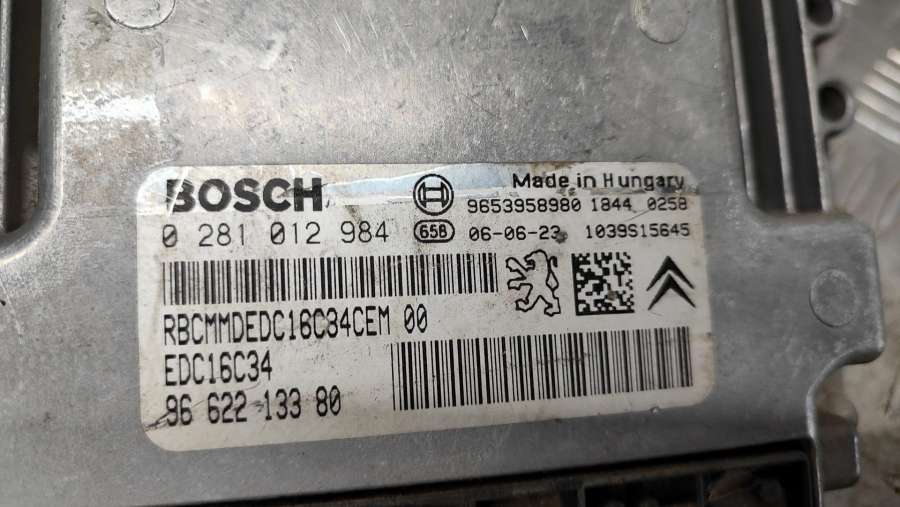 BOSCH
Made in Hungary
9653958980 1844 0258
0 281 012 984
658 06-06-23 1039S15645
RBCMMDEDC16C34CEM 00
EDC16C34
96 622 133 80